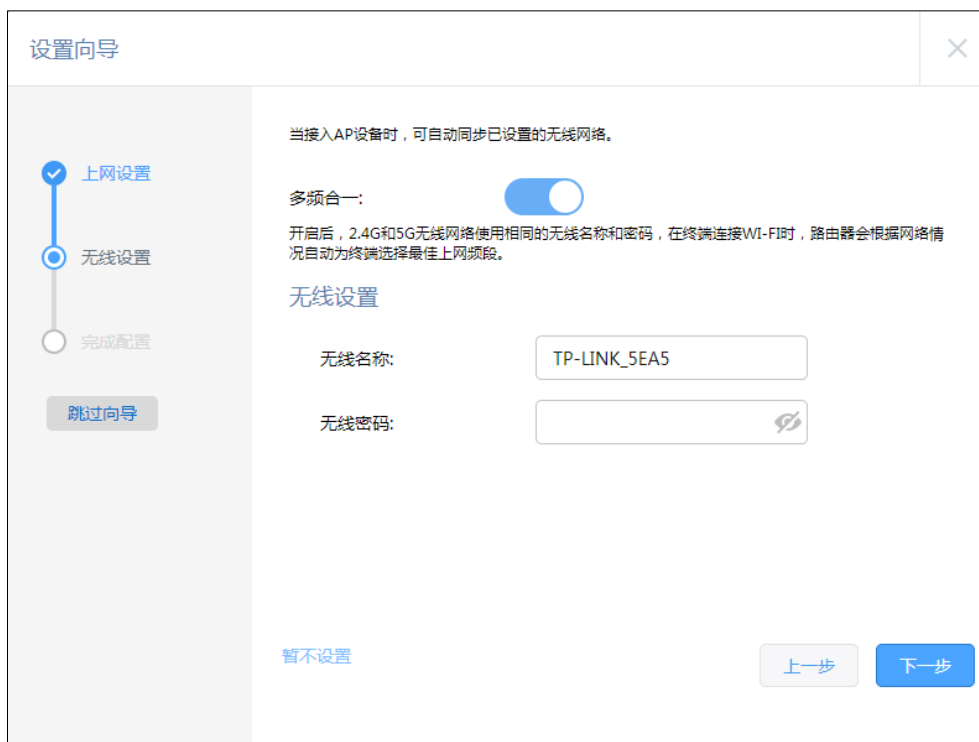 设置向导
当接入AP设备时，可自动同步已设置的无线网络。
上网设置
多频合一:
开启后，2.4G和5G无线网络使用相同的无线名称和密码，在终端连接WI-FI时，路由器会根据网络情
况自动为终端选择最佳上网频段。
无线设置
无线设置
无线名称:
TP-LINK_5EA5
完成配置
跳过向导
无线密码:
暂不设置
上一步
下一步